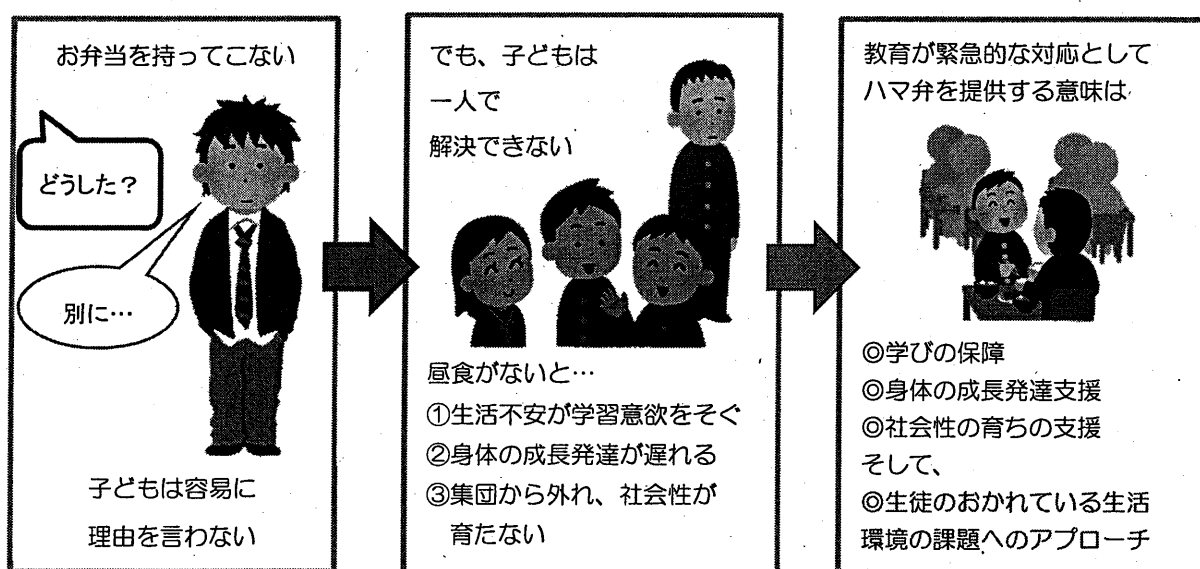 お弁当を持ってこない
どうした？
別に…
子どもは容易に
理由を言わない
でも、子どもは
一人で
解決できない
昼食がないと…
①生活不安が学習意欲をそぐ
②身体の成長発達が遅れる
③集団から外れ、社会性が
育たない
教育が緊急的な対応として
ハマ弁を提供する意味は
◎学びの保障
◎身体の成長発達支援
◎社会性の育ちの支援
そして、
◎生徒のおかれている生活
環境の課題へのアプローチ